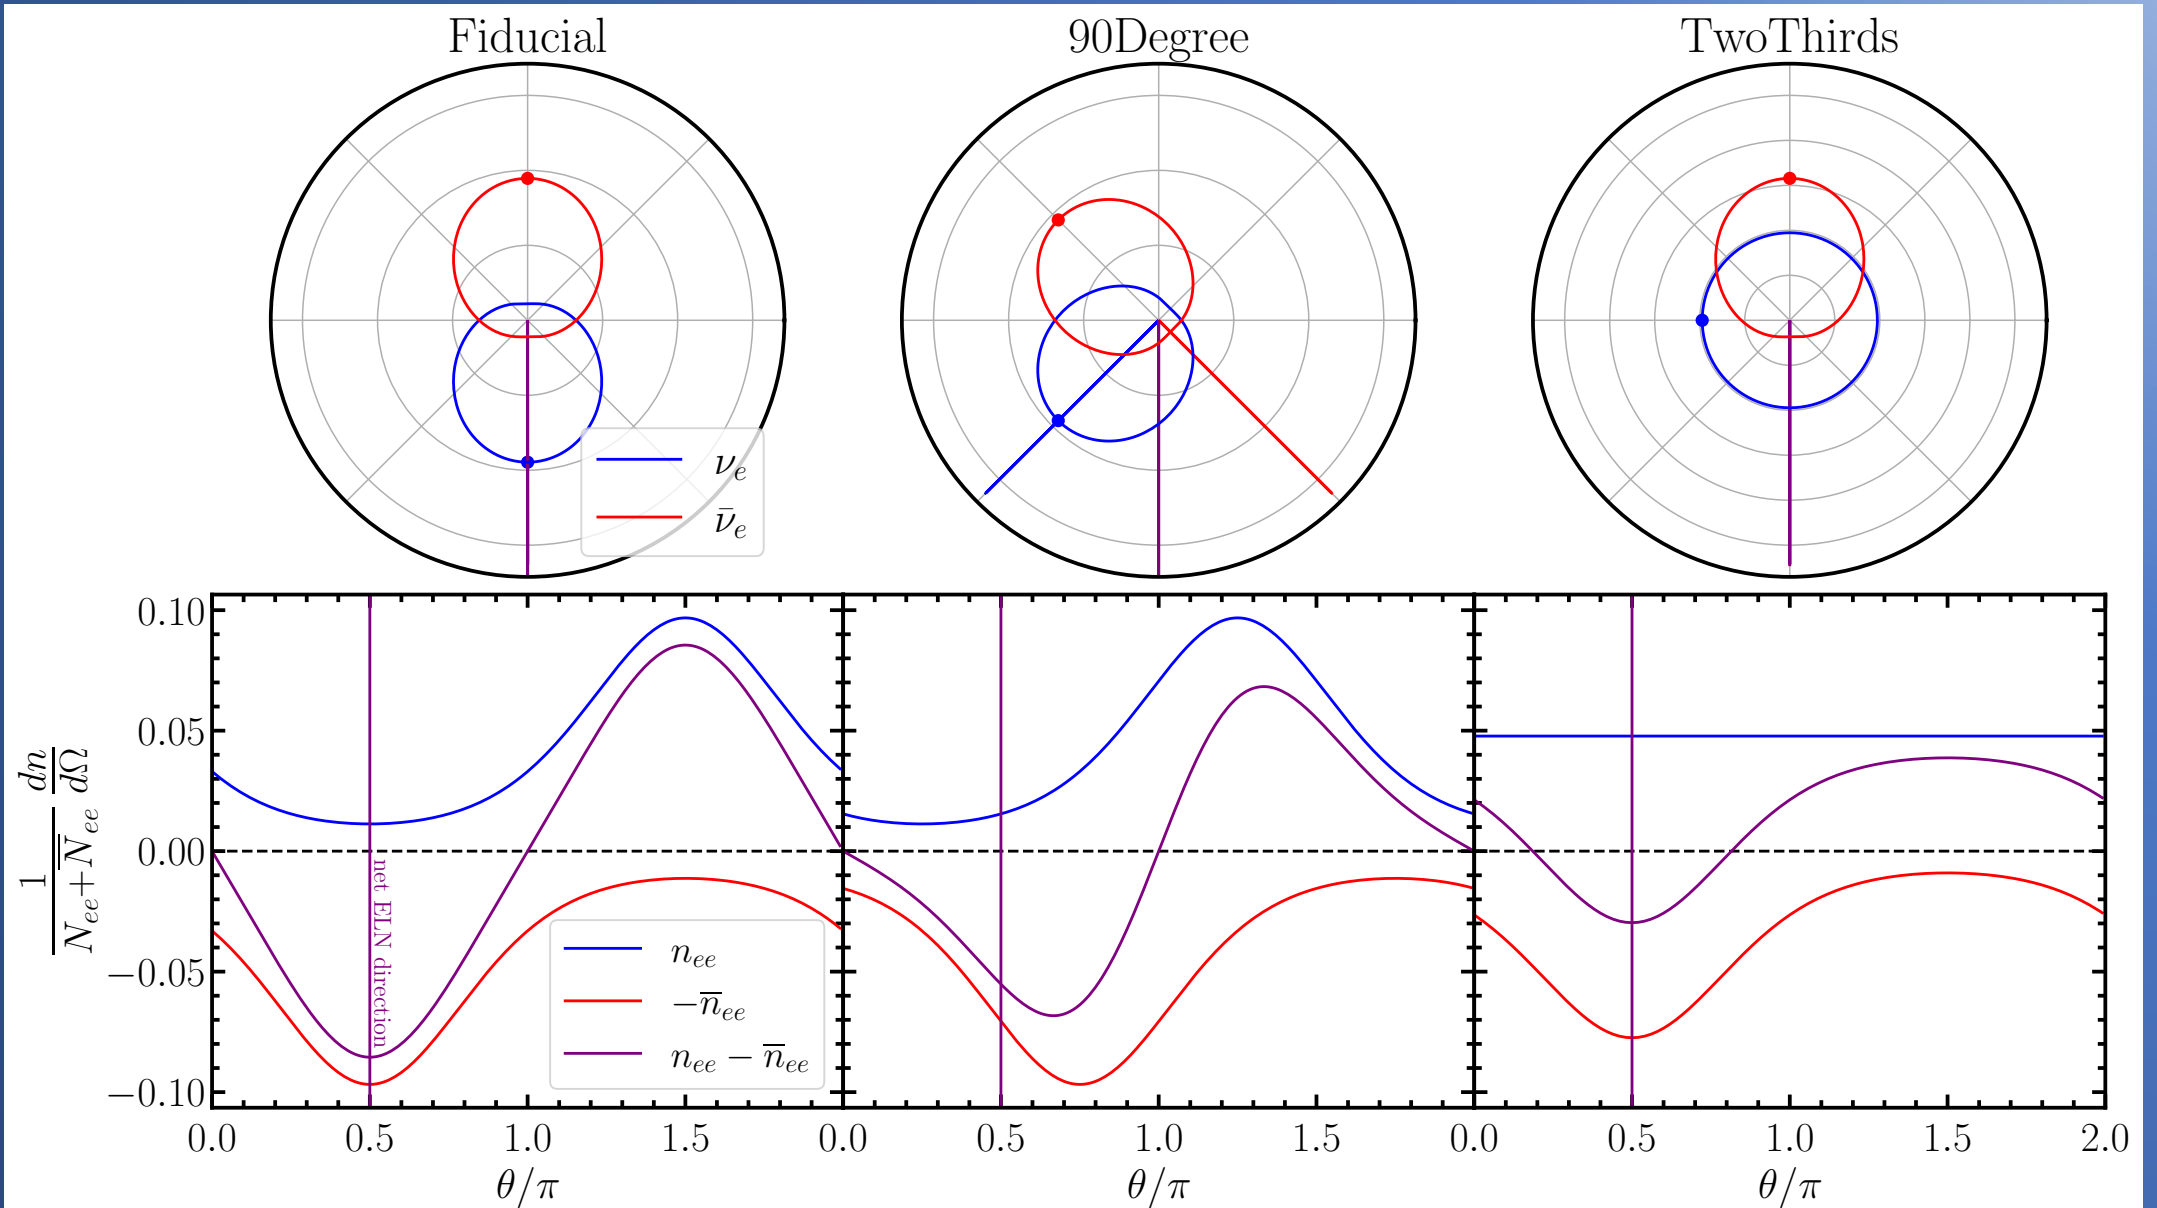 Fiducial
90Degree
TwoThirds
ν_e
ν̄_e
0.10
0.05
0.00
−0.05
−0.10
1/(N_ee+N̅_ee) dn/dΩ
net ELN direction
n_ee
−n̅_ee
n_ee − n̅_ee
0.0 0.5 1.0 1.5 0.0 0.5 1.0 1.5 0.0 0.5 1.0 1.5 2.0
θ/π θ/π θ/π